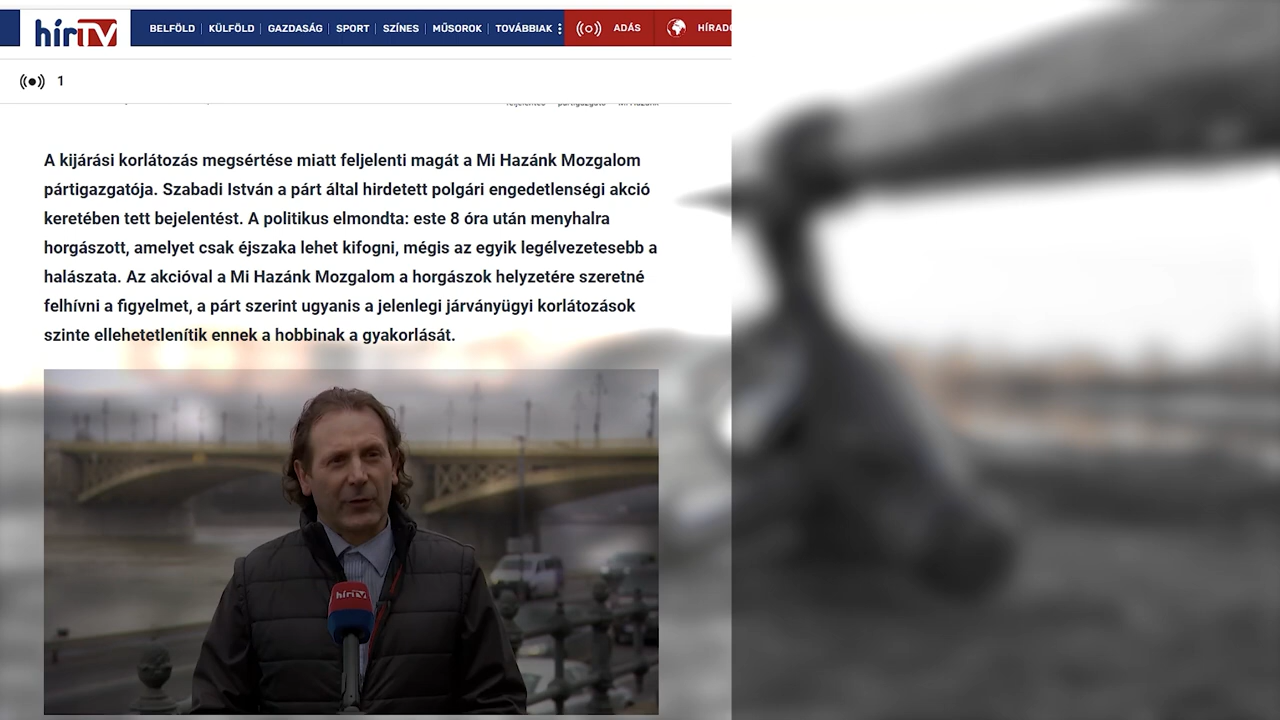 hírTV
BELFÖLD KÜLFÖLD GAZDASÁG SPORT SZÍNES MŰSOROK TOVÁBBIAK ADÁS
1
A kijárási korlátozás megsértése miatt feljelenti magát a Mi Hazánk Mozgalom
pártigazgatója. Szabadi István a párt által hirdetett polgári engedetlenségi akció
keretében tett bejelentést. A politikus elmondta: este 8 óra után menyhalra
horgászott, amelyet csak éjszaka lehet kifogni, mégis az egyik legélvezetesebb a
halászata. Az akcióval a Mi Hazánk Mozgalom a horgászok helyzetére szeretné
felhívni a figyelmet, a párt szerint ugyanis a jelenlegi járványügyi korlátozások
szinte ellehetetlenítik ennek a hobbinak a gyakorlását.
hírTV